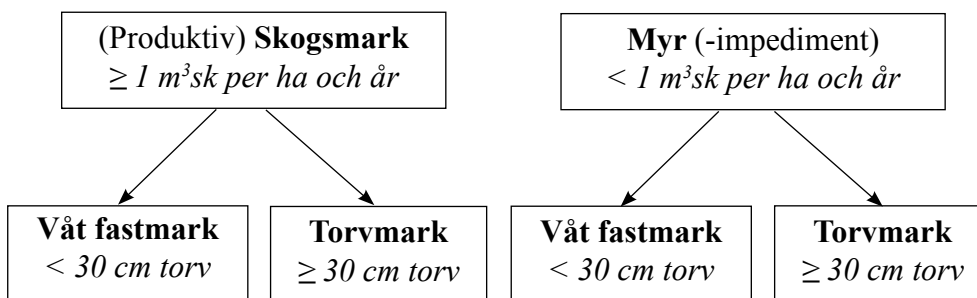 (Produktiv) Skogsmark
≥ 1 m³sk per ha och år
Myr (-impediment)
< 1 m³sk per ha och år
Våt fastmark
< 30 cm torv
Torvmark
≥ 30 cm torv
Våt fastmark
< 30 cm torv
Torvmark
≥ 30 cm torv